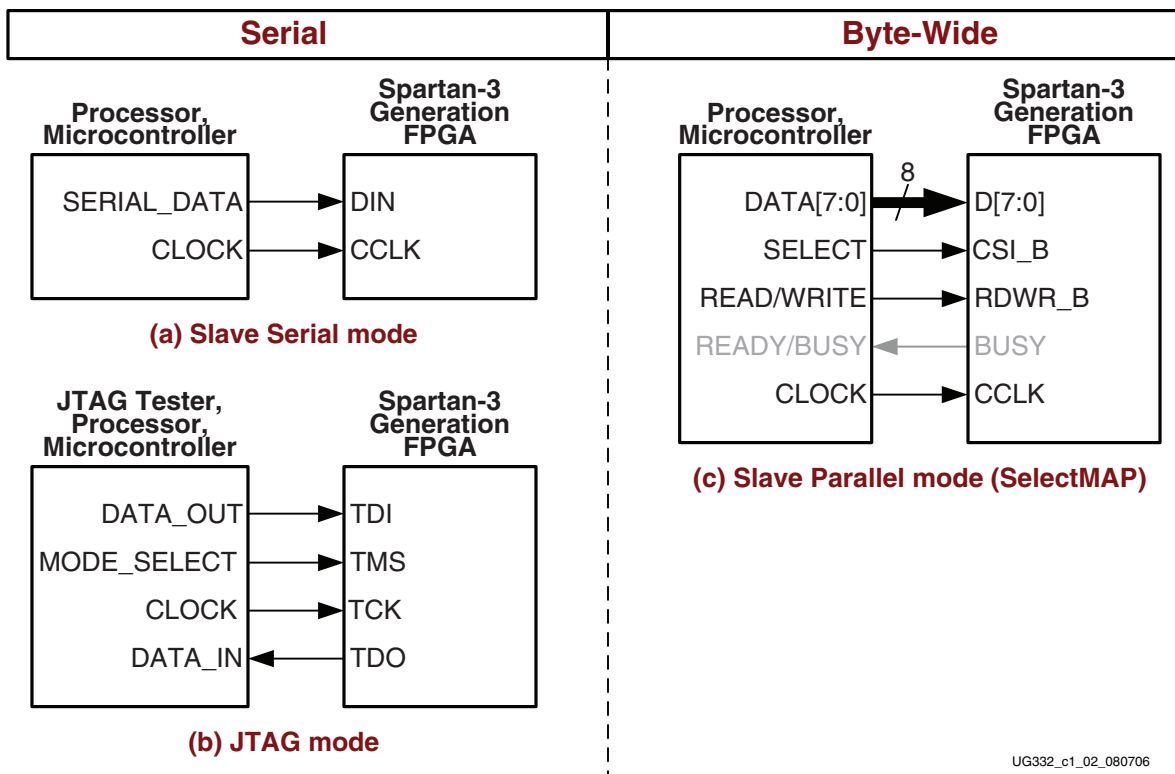 Serial
Byte-Wide
Processor,
Microcontroller
Spartan-3
Generation
FPGA
SERIAL_DATA
DIN
CLOCK
CCLK
(a) Slave Serial mode
JTAG Tester,
Processor,
Microcontroller
Spartan-3
Generation
FPGA
DATA_OUT
TDI
MODE_SELECT
TMS
CLOCK
TCK
DATA_IN
TDO
(b) JTAG mode
Processor,
Microcontroller
Spartan-3
Generation
FPGA
8
DATA[7:0]
D[7:0]
SELECT
CSI_B
READ/WRITE
RDWR_B
READY/BUSY
BUSY
CLOCK
CCLK
(c) Slave Parallel mode (SelectMAP)
UG332_c1_02_080706